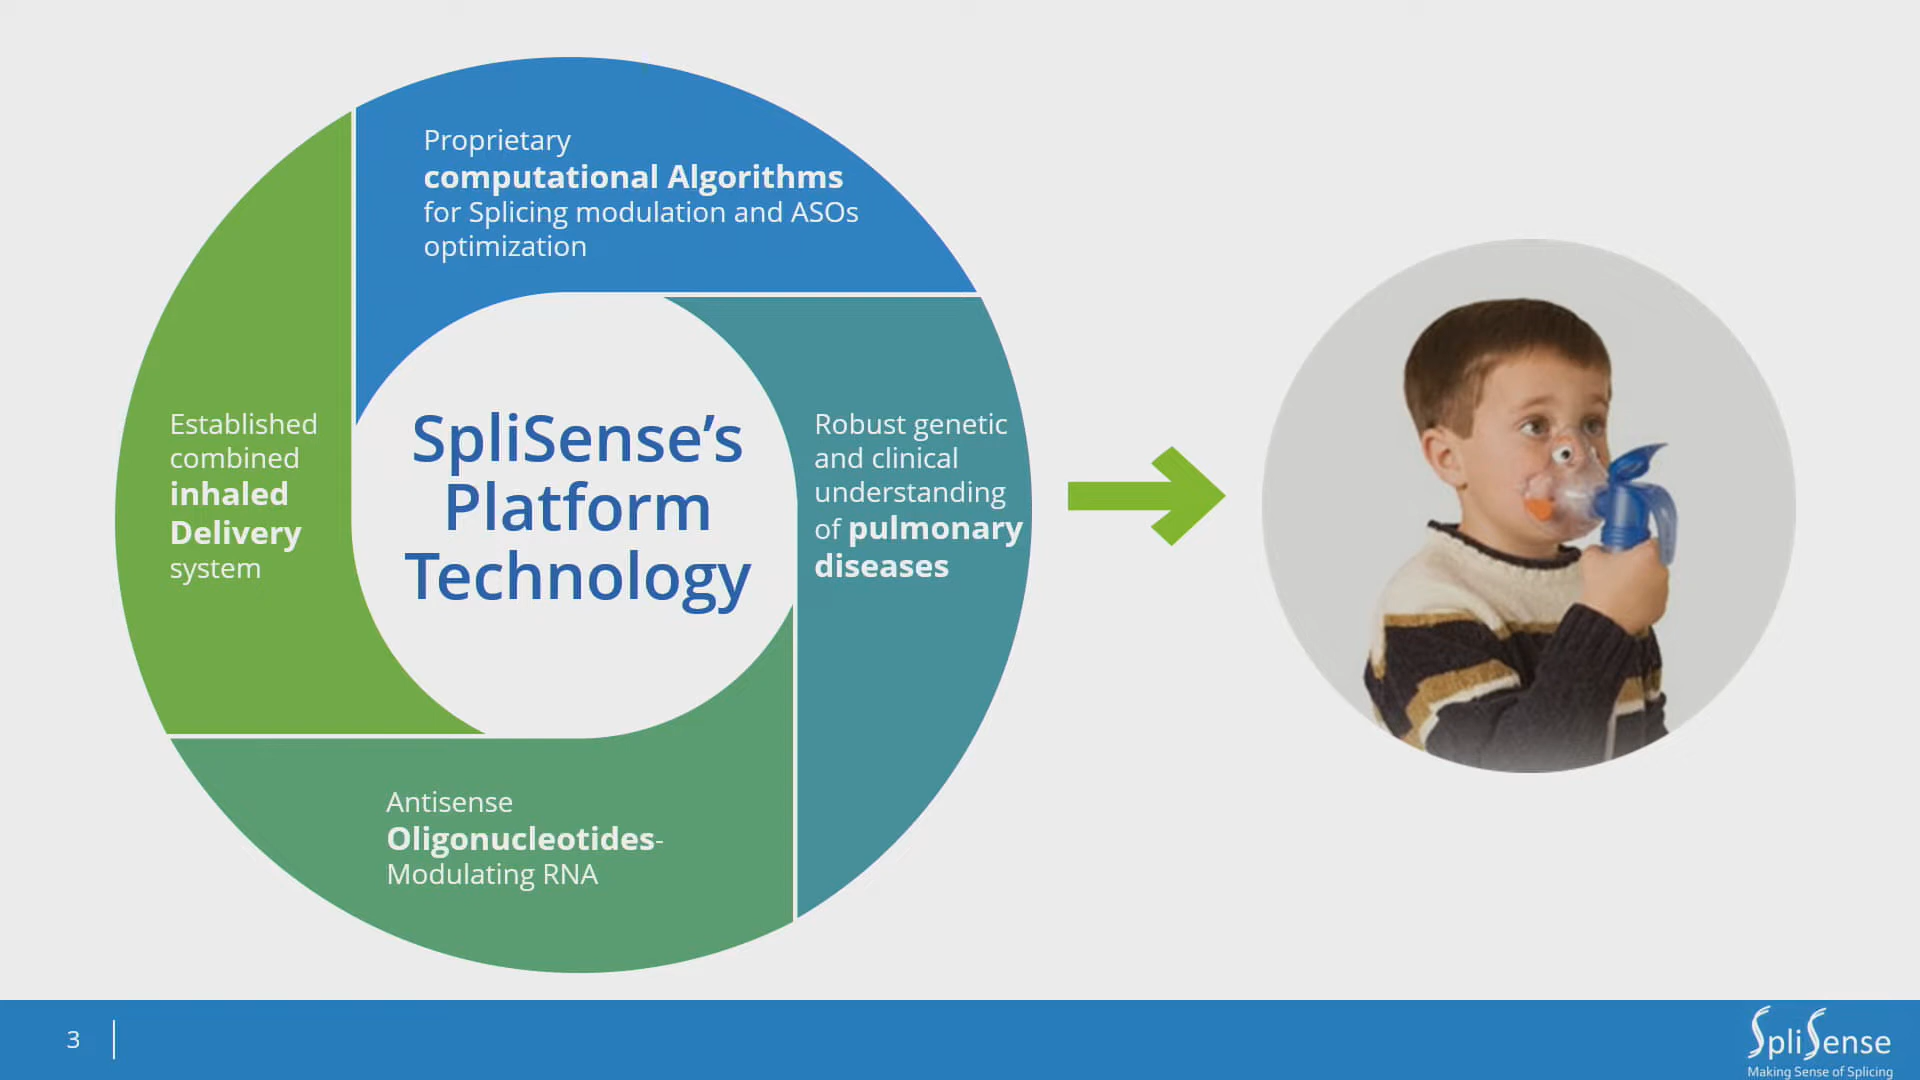 Proprietary
computational Algorithms
for Splicing modulation and ASOs
optimization
Established
combined
inhaled
Delivery
system
SpliSense’s
Platform
Technology
Robust genetic
and clinical
understanding
of pulmonary
diseases
Antisense
Oligonucleotides-
Modulating RNA
3
SpliSense
Making Sense of Splicing